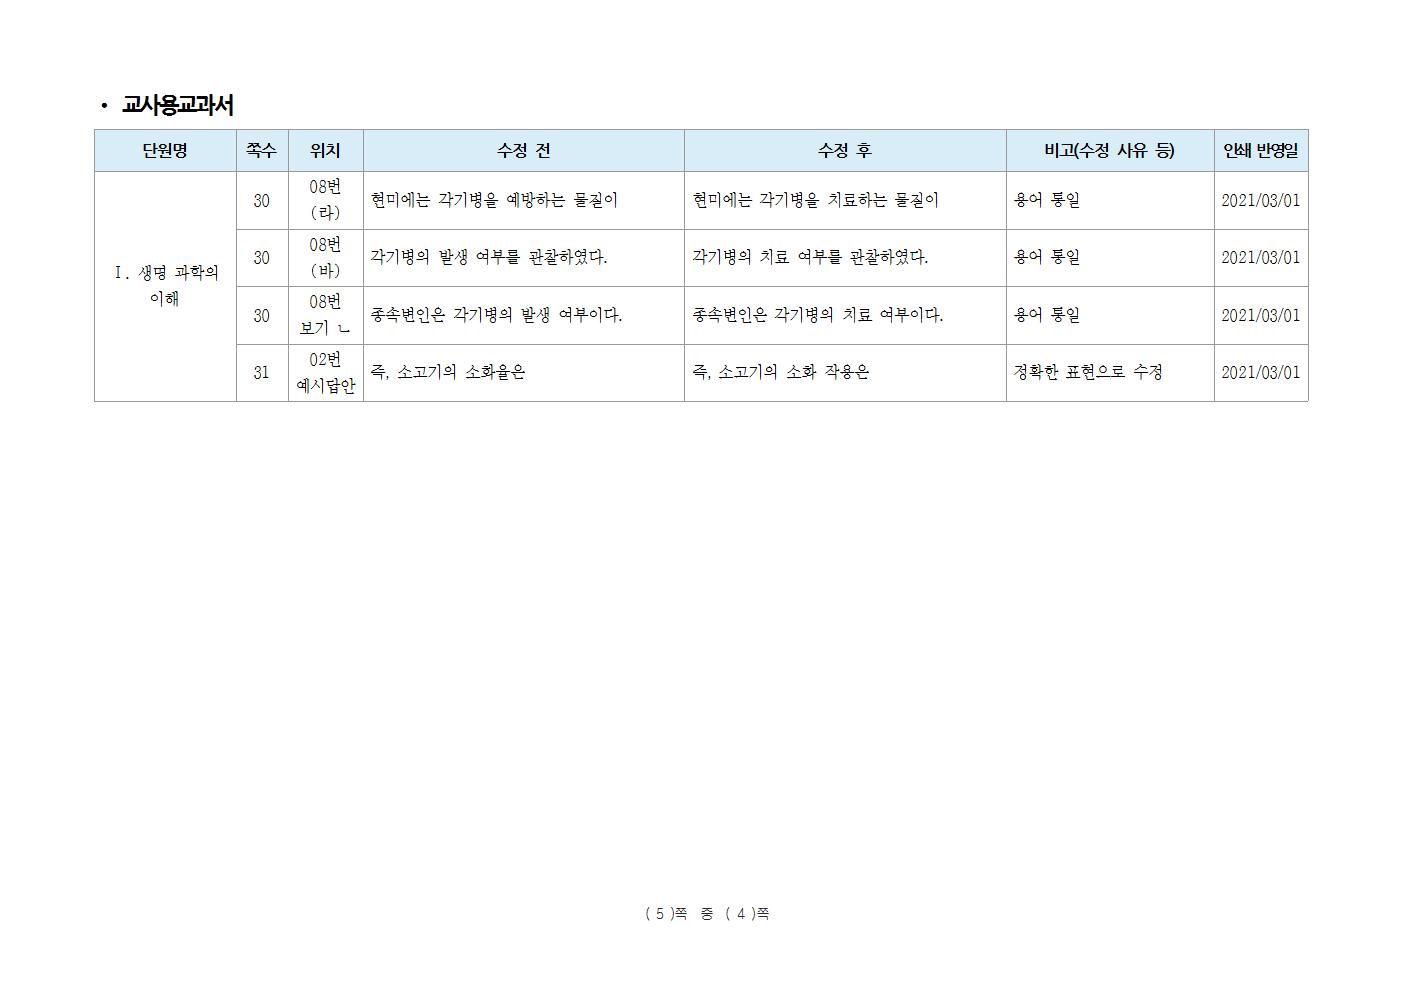 • 교사용교과서
단원명 쪽수 위치 수정 전 수정 후 비고(수정 사유 등) 인쇄 반영일
Ⅰ. 생명 과학의
이해
30 08번
(라) 현미에는 각기병을 예방하는 물질이 현미에는 각기병을 치료하는 물질이 용어 통일 2021/03/01
30 08번
(바) 각기병의 발생 여부를 관찰하였다. 각기병의 치료 여부를 관찰하였다. 용어 통일 2021/03/01
30 08번
보기 ㄴ 종속변인은 각기병의 발생 여부이다. 종속변인은 각기병의 치료 여부이다. 용어 통일 2021/03/01
31 02번
예시답안 즉, 소고기의 소화율은 즉, 소고기의 소화 작용은 정확한 표현으로 수정 2021/03/01
( 5 )쪽 중 ( 4 )쪽